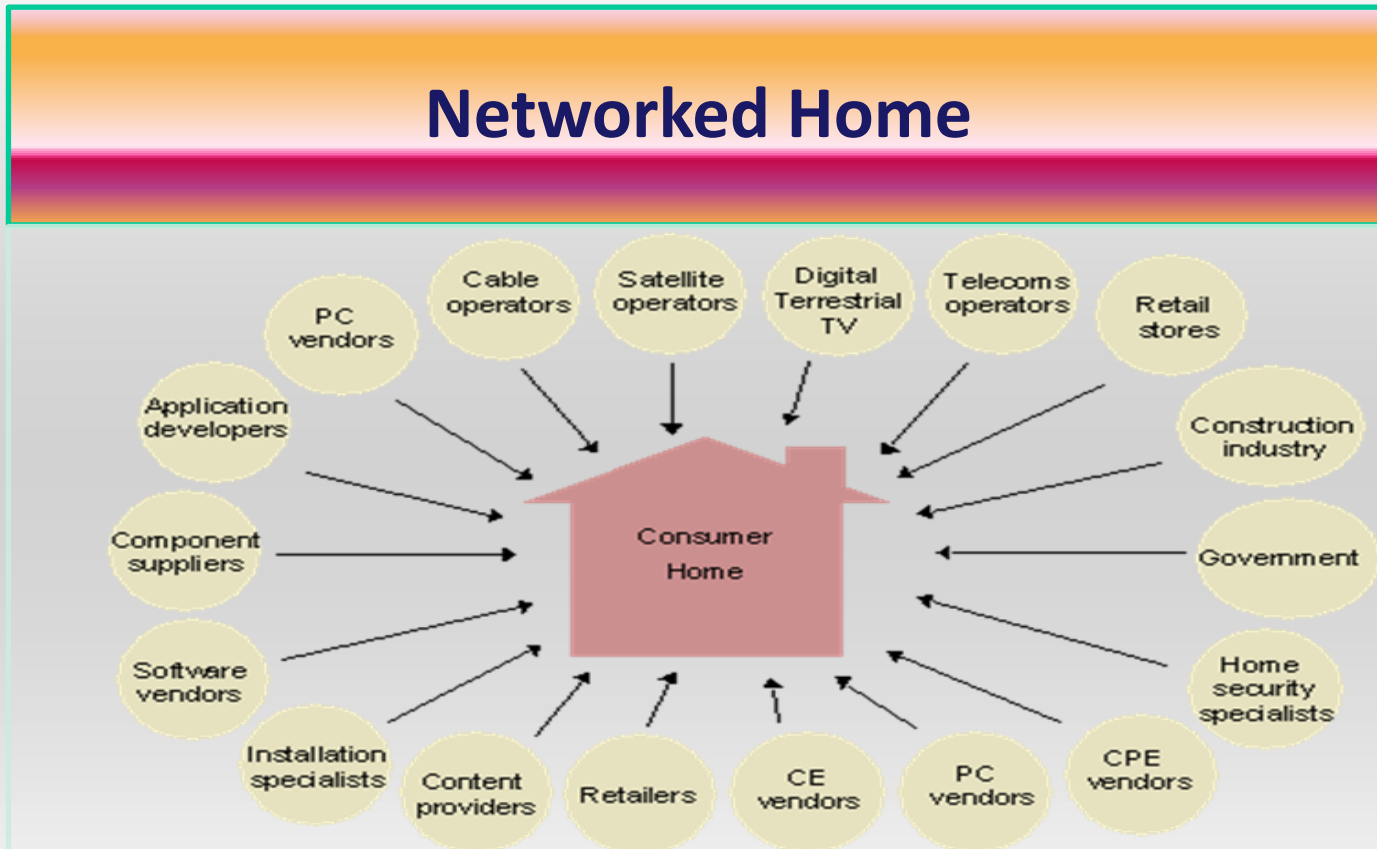 Networked Home
PC
vendors
Cable
operators
Satellite
operators
Digital
Terrestrial
TV
Telecoms
operators
Retail
stores
Application
developers
Construction
industry
Component
suppliers
Consumer
Home
Government
Software
vendors
Home
security
specialists
Installation
specialists
Content
providers
Retailers
CE
vendors
PC
vendors
CPE
vendors